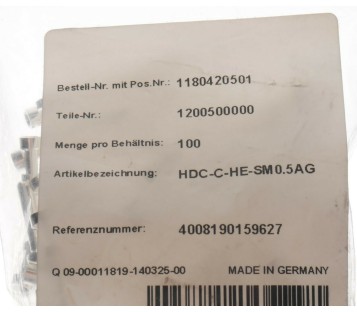 Bestell-Nr. mit Pos.Nr.: 1180420501
Teile-Nr.: 1200500000
Menge pro Behältnis: 100
Artikelbezeichnung: HDC-C-HE-SM0.5AG
Referenznummer: 4008190159627
Q 09-00011819-140325-00 MADE IN GERMANY